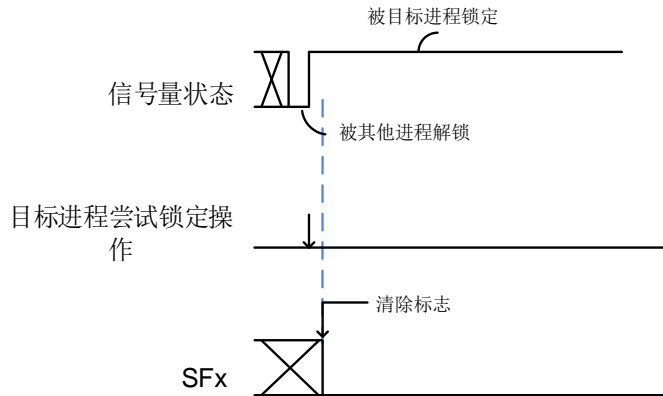 被目标进程锁定
信号量状态
被其他进程解锁
目标进程尝试锁定操
作
清除标志
SFx